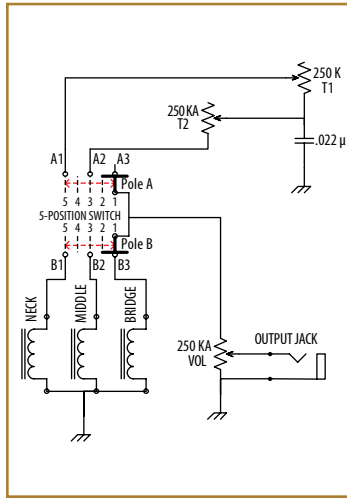 250 K
T1
250 KA
T2
.022 µ
A1 A2 A3
Pole A
5 4 3 2 1
5-POSITION SWITCH
5 4 3 2 1
Pole B
B1 B2 B3
NECK
MIDDLE
BRIDGE
250 KA
VOL
OUTPUT JACK